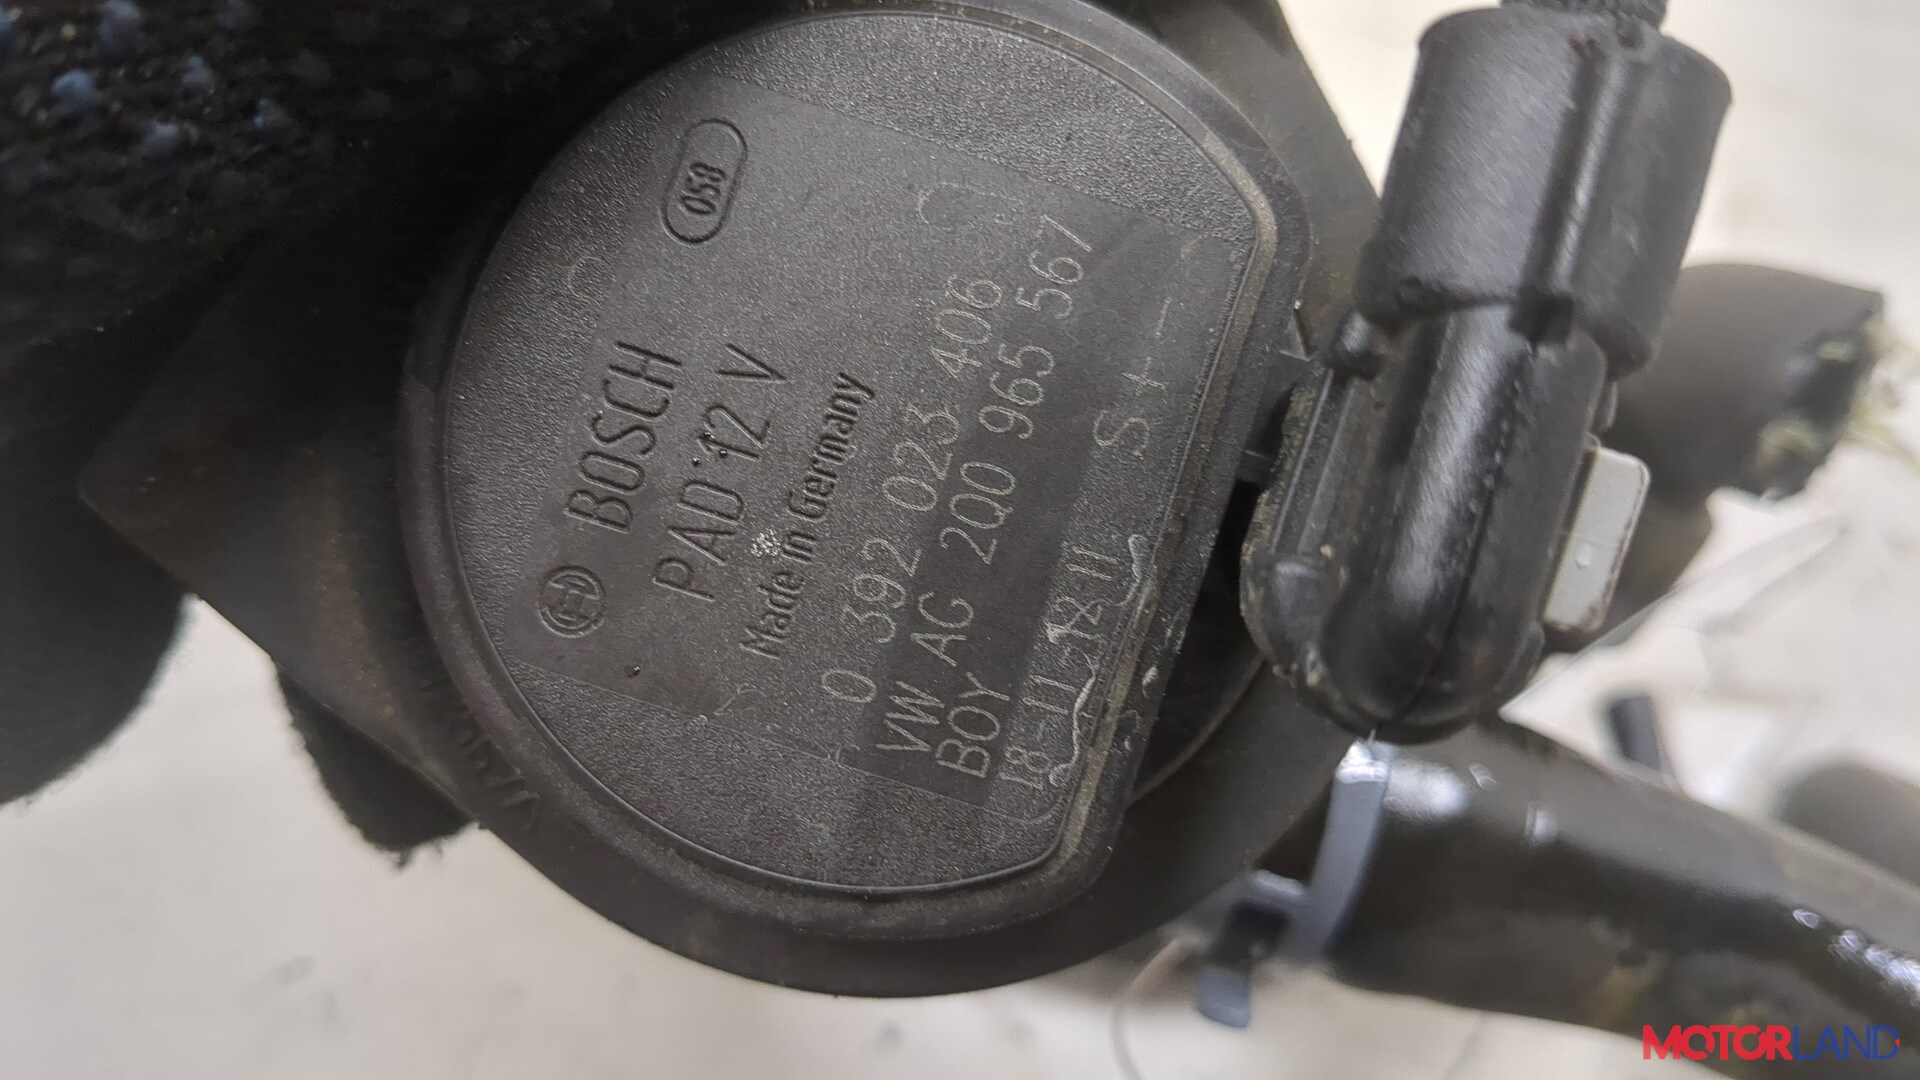 058
BOSCH
PAD 12 V
Made in Germany
0 392 023 406
VW AG 2Q0 965 567
BOY
S + -
MOTORLAND